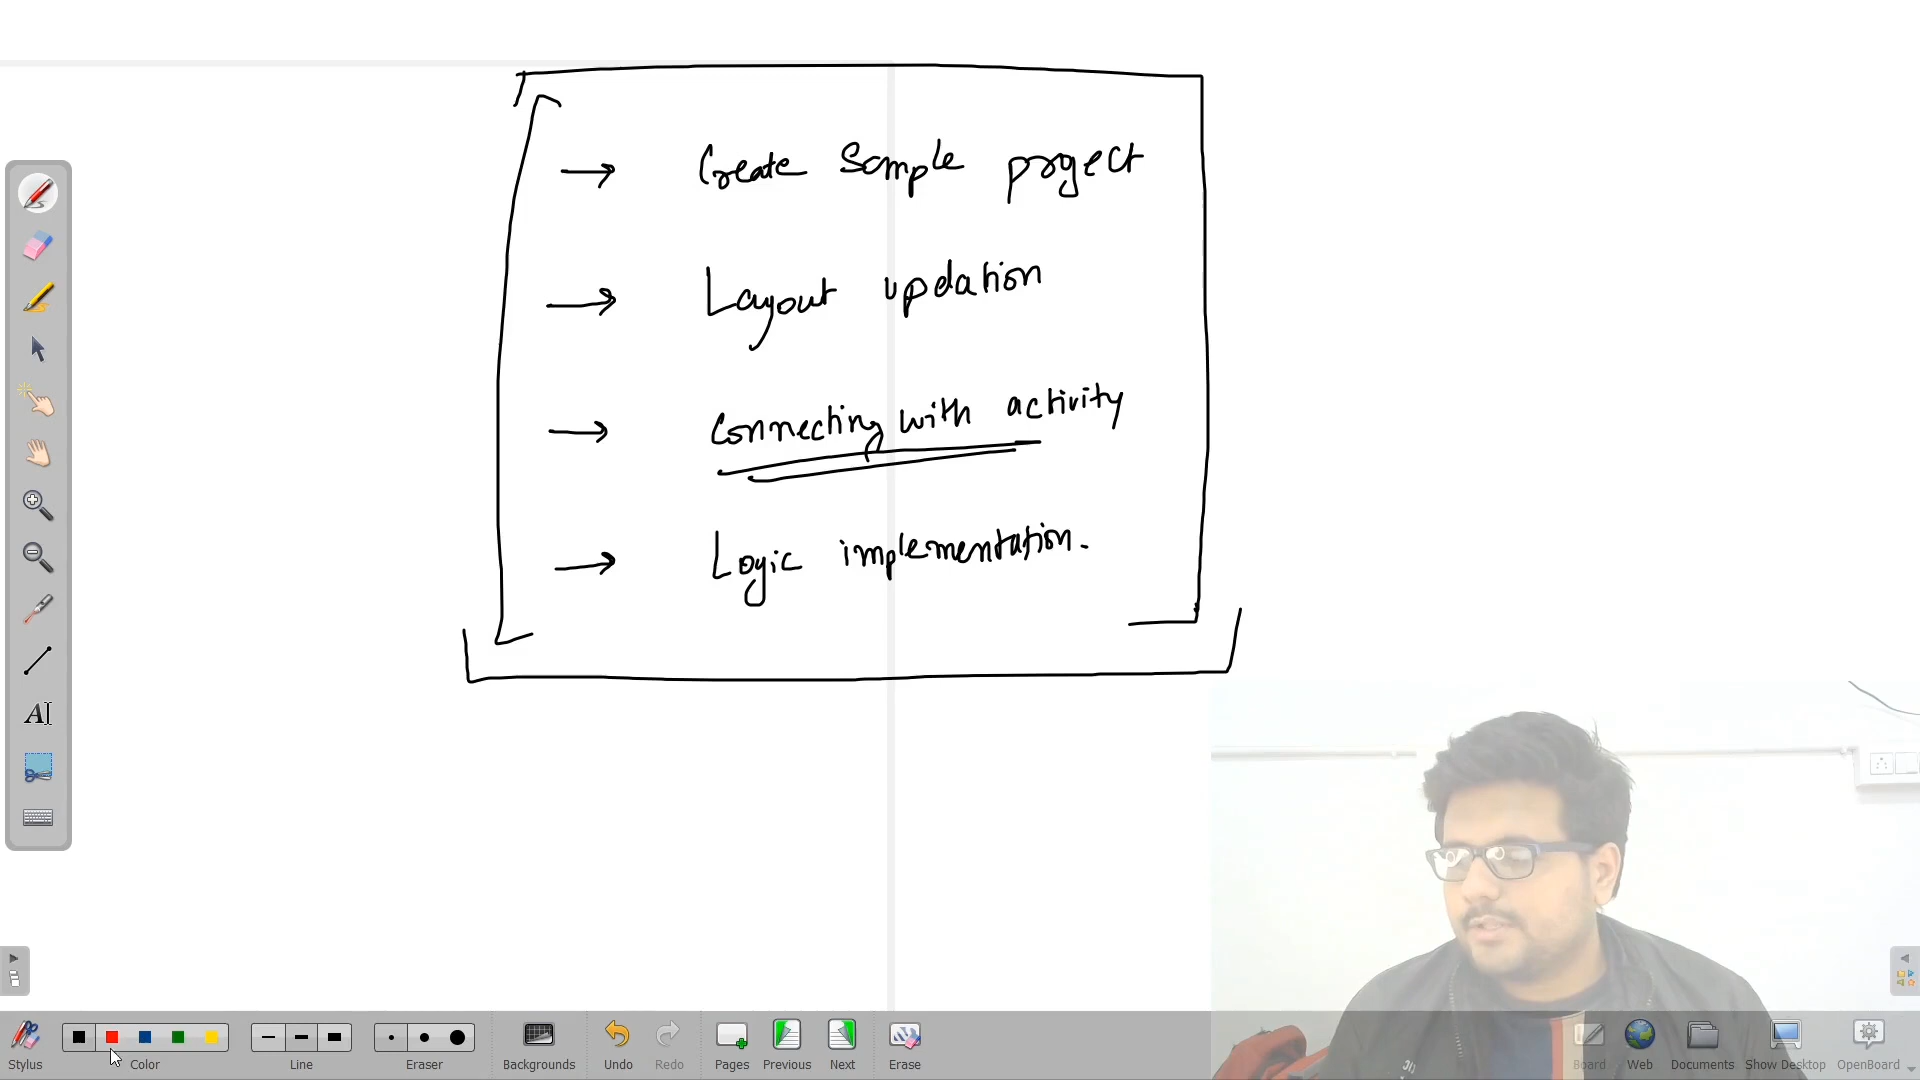 → Create Sample project
→ Layout updation
→ Connecting with activity
→ Logic implementation.
Stylus
Color
Line
Eraser
Backgrounds
Undo
Redo
Pages
Previous
Next
Erase
Board
Web
Documents
Show Desktop
OpenBoard